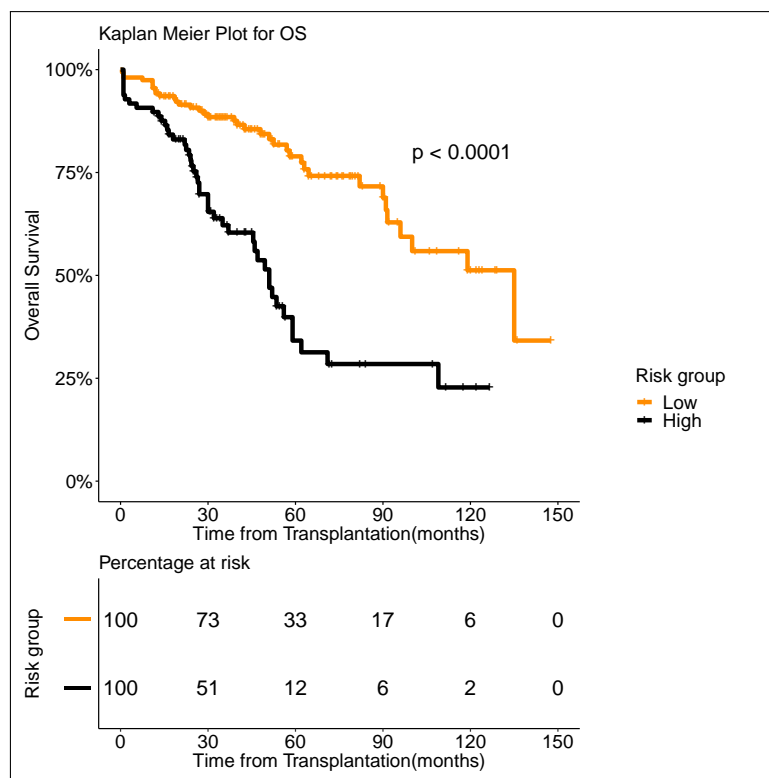 Kaplan Meier Plot for OS
100%
75%
50%
25%
0%
Overall Survival
p < 0.0001
0 30 60 90 120 150
Time from Transplantation(months)
Risk group
Low
High
Percentage at risk
Risk group
100 73 33 17 6 0
100 51 12 6 2 0
0 30 60 90 120 150
Time from Transplantation(months)